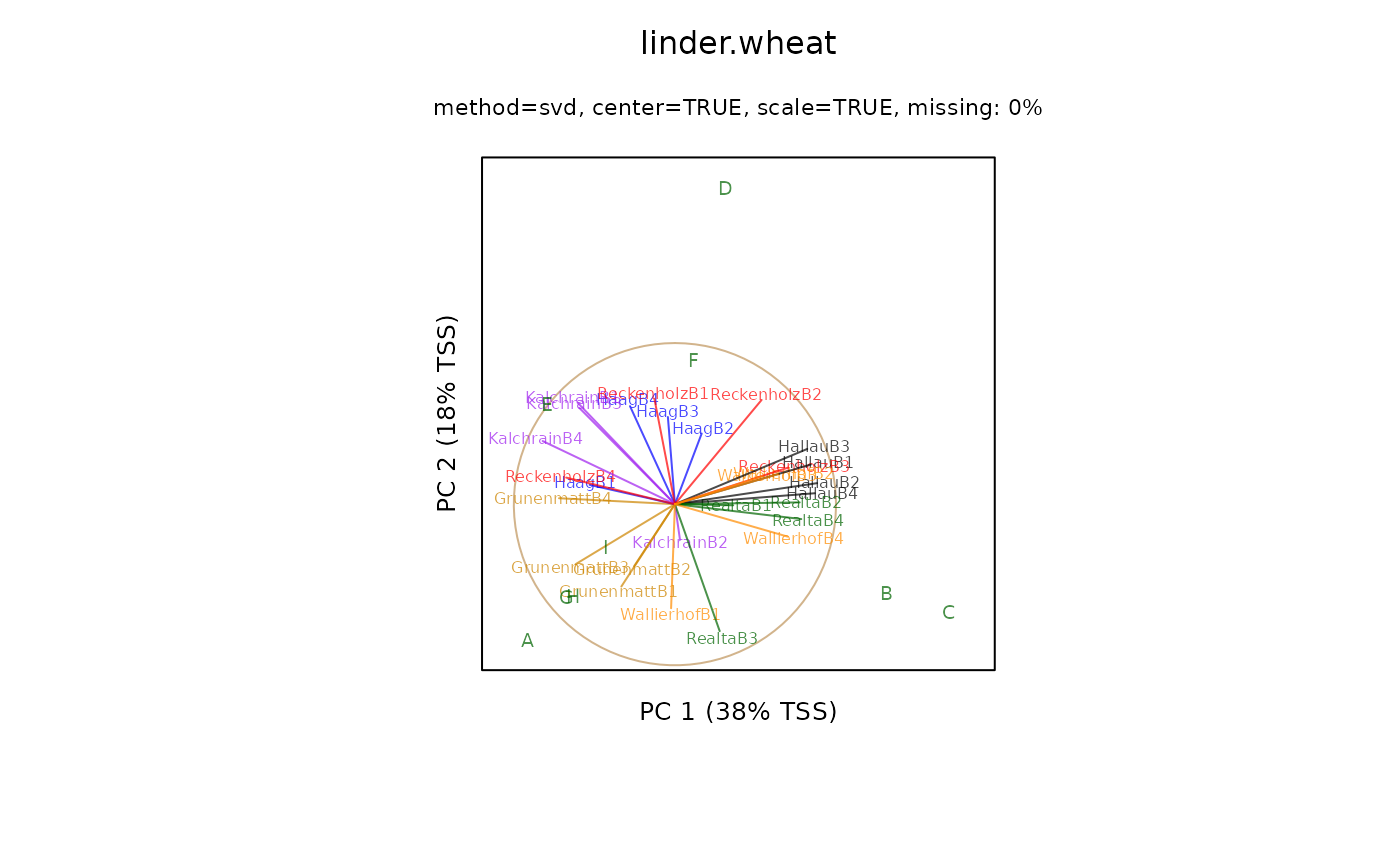 linder.wheat
method=svd, center=TRUE, scale=TRUE, missing: 0%
D
F
ReckenholzB1
ReckenholzB2
KalchrainB3
E
HaagB4
HaagB3
HaagB2
KalchrainB4
HallauB3
HallauB1
ReckenholzB3
ReckenholzB4
HaagB1
HallauB2
HallauB4
GrunenmattB4
RealtaB1
RealtaB2
RealtaB4
WallierhofB4
KalchrainB2
I
GrunenmattB3
GrunenmattB2
GrunenmattB1
G
H
B
C
WallierhofB1
A
RealtaB3
PC 2 (18% TSS)
PC 1 (38% TSS)